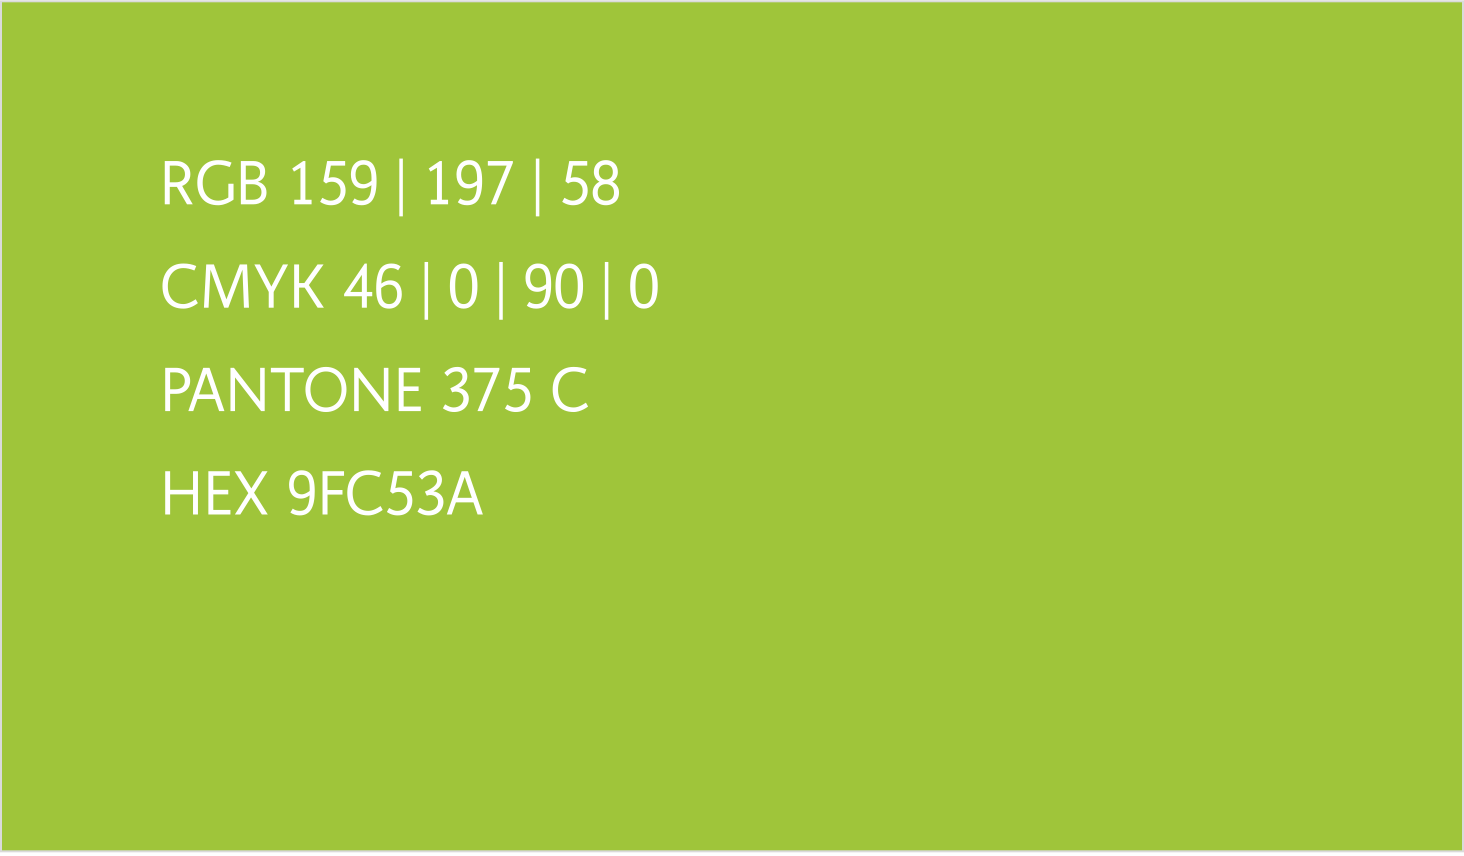 RGB 159 | 197 | 58
CMYK 46 | 0 | 90 | 0
PANTONE 375 C
HEX 9FC53A